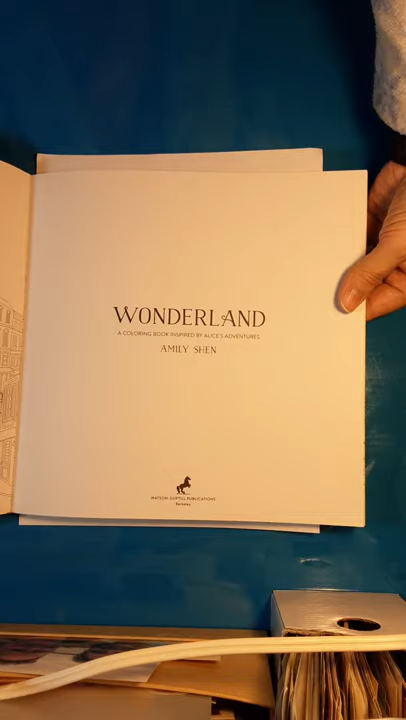 WONDERLAND
A COLORING BOOK INSPIRED BY ALICE'S ADVENTURES
AMILY SHEN
WATSON-GUPTILL PUBLICATIONS
Berkeley